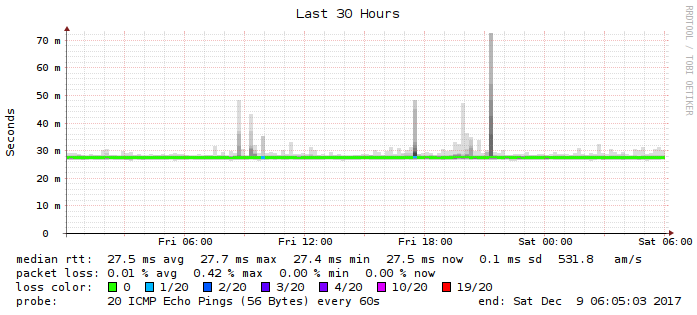 Last 30 Hours
RRDTOOL / TOBI OETIKER
Seconds
70 m
60 m
50 m
40 m
30 m
20 m
10 m
0
Fri 06:00 Fri 12:00 Fri 18:00 Sat 00:00 Sat 06:00
median rtt: 27.5 ms avg 27.7 ms max 27.4 ms min 27.5 ms now 0.1 ms sd 531.8 am/s
packet loss: 0.01 % avg 0.42 % max 0.00 % min 0.00 % now
loss color: 0 1/20 2/20 3/20 4/20 10/20 19/20
probe: 20 ICMP Echo Pings (56 Bytes) every 60s end: Sat Dec 9 06:05:03 2017